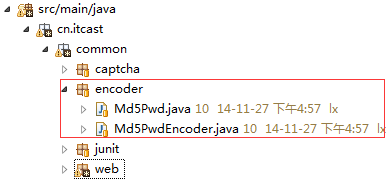 src/main/java
cn.itcast
common
captcha
encoder
Md5Pwd.java 10 14-11-27 下午4:57 lx
Md5PwdEncoder.java 10 14-11-27 下午4:57 lx
junit
web